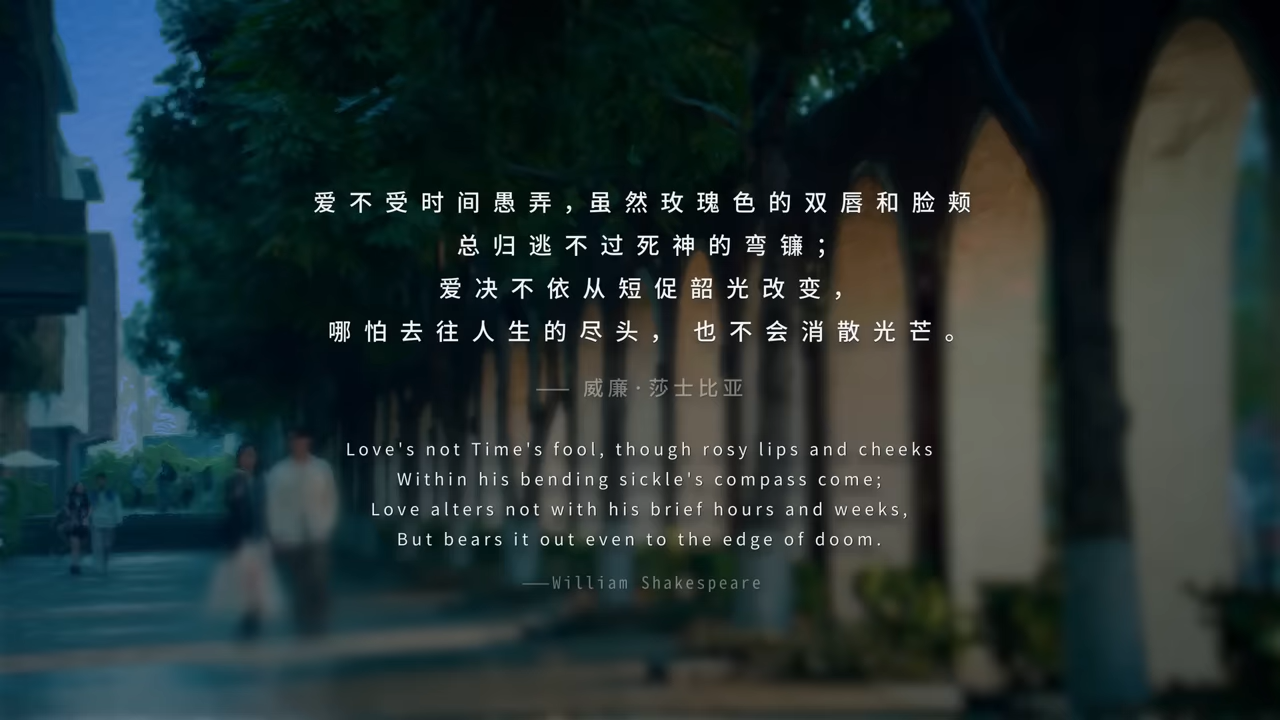 爱不受时间愚弄，虽然玫瑰色的双唇和脸颊
总归逃不过死神的弯镰；
爱决不依从短促韶光改变，
哪怕去往人生的尽头， 也不会消散光芒。
—— 威廉·莎士比亚
Love's not Time's fool, though rosy lips and cheeks
Within his bending sickle's compass come;
Love alters not with his brief hours and weeks,
But bears it out even to the edge of doom.
——William Shakespeare